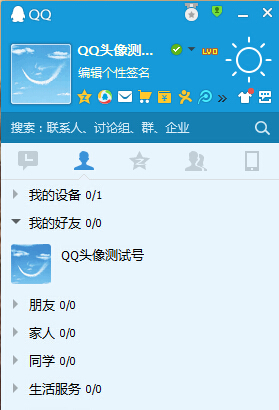 QQ
QQ头像测... LV0
编辑个性签名
搜索：联系人、讨论组、群、企业
我的设备 0/1
我的好友 0/0
QQ头像测试号
朋友 0/0
家人 0/0
同学 0/0
生活服务 0/0